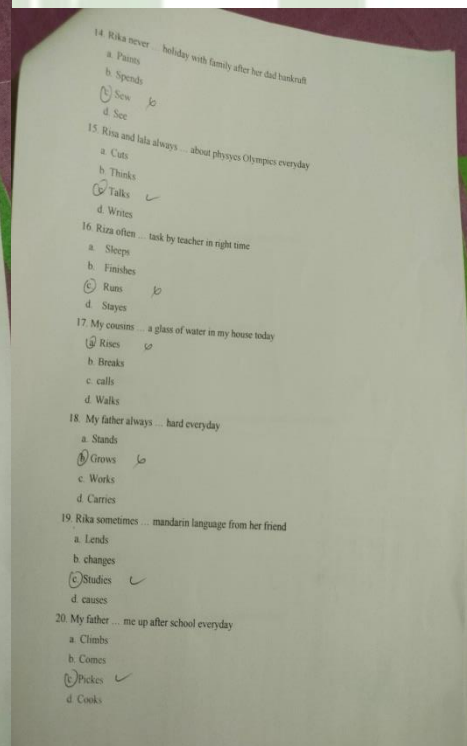 14. Rika never ... holiday with family after her dad bankruft
a. Paints
b. Spends
c. Sew
d. See
15. Risa and lala always ... about physycs Olympics everyday
a. Cuts
b. Thinks
c. Talks
d. Writes
16. Riza often ... task by teacher in right time
a. Sleeps
b. Finishes
c. Runs
d. Stayes
17. My cousins ... a glass of water in my house today
a. Rises
b. Breaks
c. calls
d. Walks
18. My father always ... hard everyday
a. Stands
b. Grows
c. Works
d. Carries
19. Rika sometimes ... mandarin language from her friend
a. Lends
b. changes
c. Studies
d. causes
20. My father ... me up after school everyday
a. Climbs
b. Comes
c. Pickes
d. Cooks